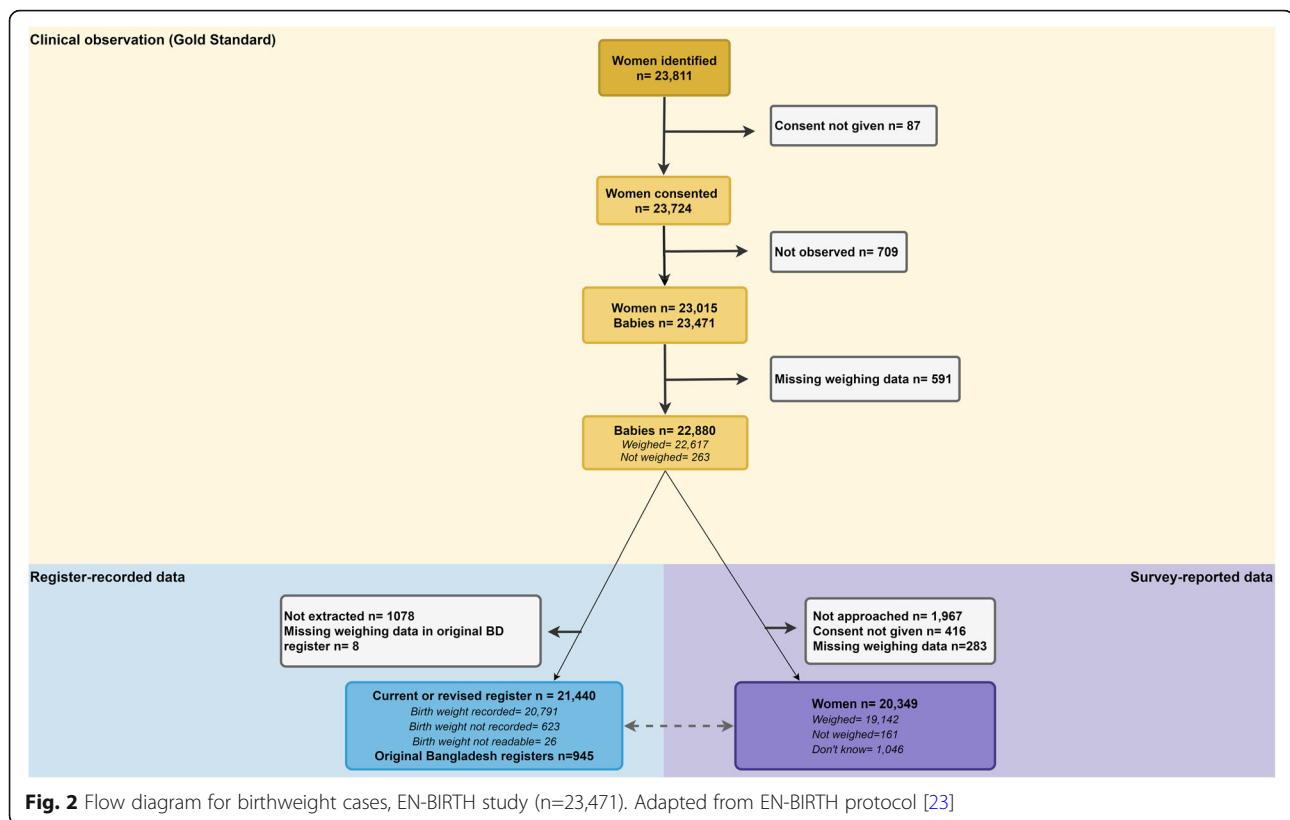 Clinical observation (Gold Standard)
Women identified
n= 23,811
Consent not given n= 87
Women consented
n= 23,724
Not observed n= 709
Women n= 23,015
Babies n= 23,471
Missing weighing data n= 591
Babies n= 22,880
Weighed= 22,617
Not weighed= 263
Register-recorded data
Not extracted n= 1078
Missing weighing data in original BD
register n= 8
Current or revised register n = 21,440
Birth weight recorded= 20,791
Birth weight not recorded= 623
Birth weight not readable= 26
Original Bangladesh registers n=945
Survey-reported data
Not approached n= 1,967
Consent not given n= 416
Missing weighing data n=283
Women n= 20,349
Weighed= 19,142
Not weighed=161
Don't know= 1,046
Fig. 2 Flow diagram for birthweight cases, EN-BIRTH study (n=23,471). Adapted from EN-BIRTH protocol [23]